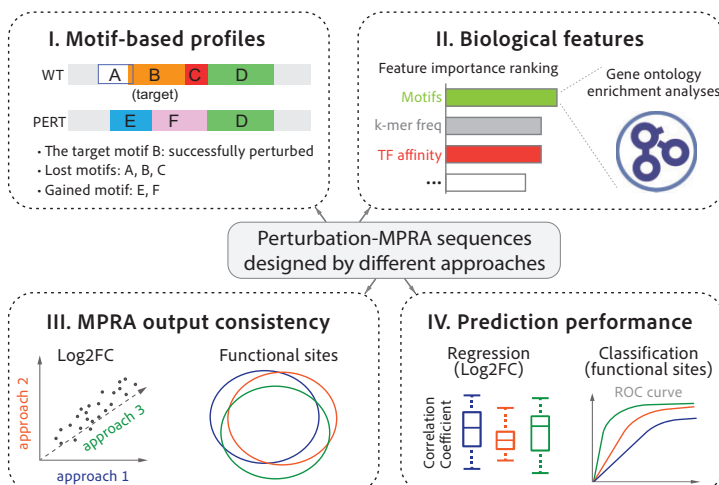 I. Motif-based profiles
WT
A
B
C
D
(target)
PERT
E
F
D
• The target motif B: successfully perturbed
• Lost motifs: A, B, C
• Gained motif: E, F
II. Biological features
Feature importance ranking
Motifs
k-mer freq
TF affinity
...
Gene ontology
enrichment analyses
Perturbation-MPRA sequences
designed by different approaches
III. MPRA output consistency
Log2FC
approach 2
approach 3
approach 1
Functional sites
IV. Prediction performance
Regression
(Log2FC)
Correlation
Coefficient
Classification
(functional sites)
ROC curve